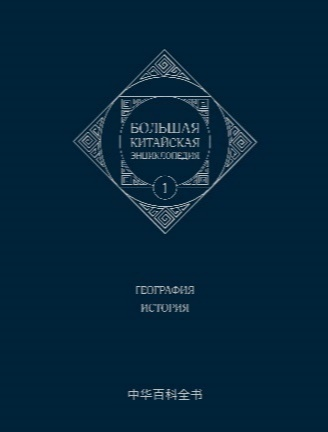 БОЛЬШАЯ
КИТАЙСКАЯ
ЭНЦИКЛОПЕДИЯ
1
ГЕОГРАФИЯ
ИСТОРИЯ
中华百科全书